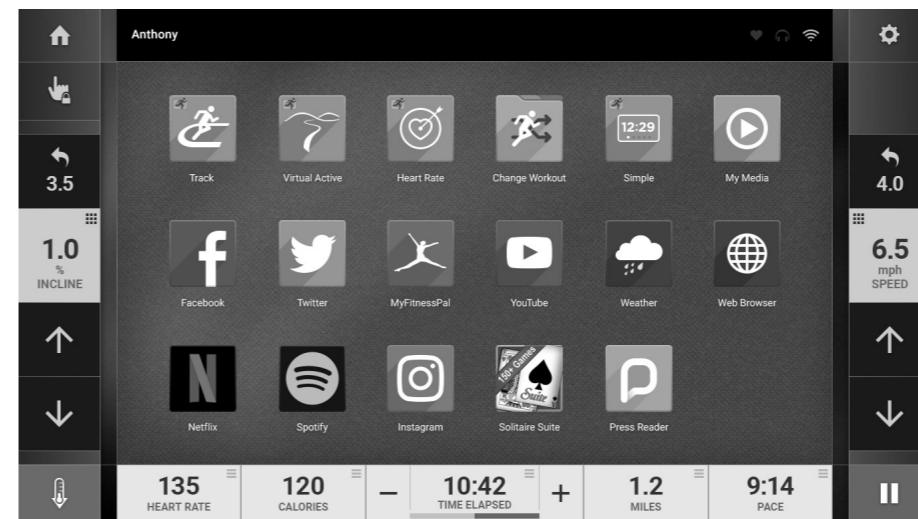 Anthony
3.5
1.0
%
INCLINE
Track
Virtual Active
Heart Rate
Change Workout
12:29
Simple
My Media
Facebook
Twitter
MyFitnessPal
YouTube
Weather
Web Browser
N
Netflix
Spotify
Instagram
150+ Games
Suite
Solitaire Suite
Press Reader
4.0
6.5
mph
SPEED
135
HEART RATE
120
CALORIES
−
10:42
TIME ELAPSED
+
1.2
MILES
9:14
PACE